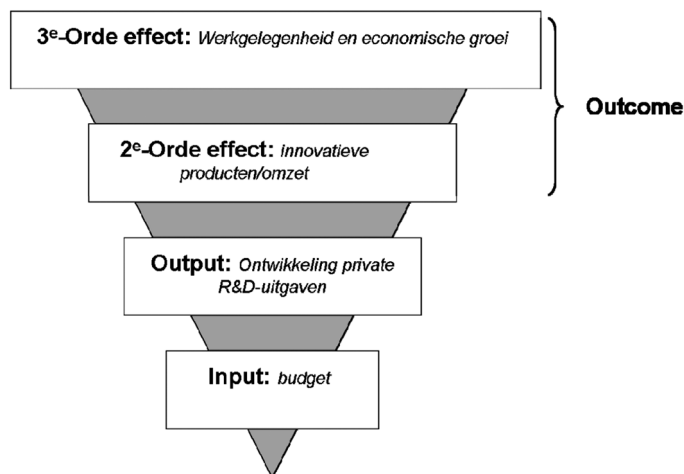 3e-Orde effect: Werkgelegenheid en economische groei
Outcome
2e-Orde effect: innovatieve
producten/omzet
Output: Ontwikkeling private
R&D-uitgaven
Input: budget